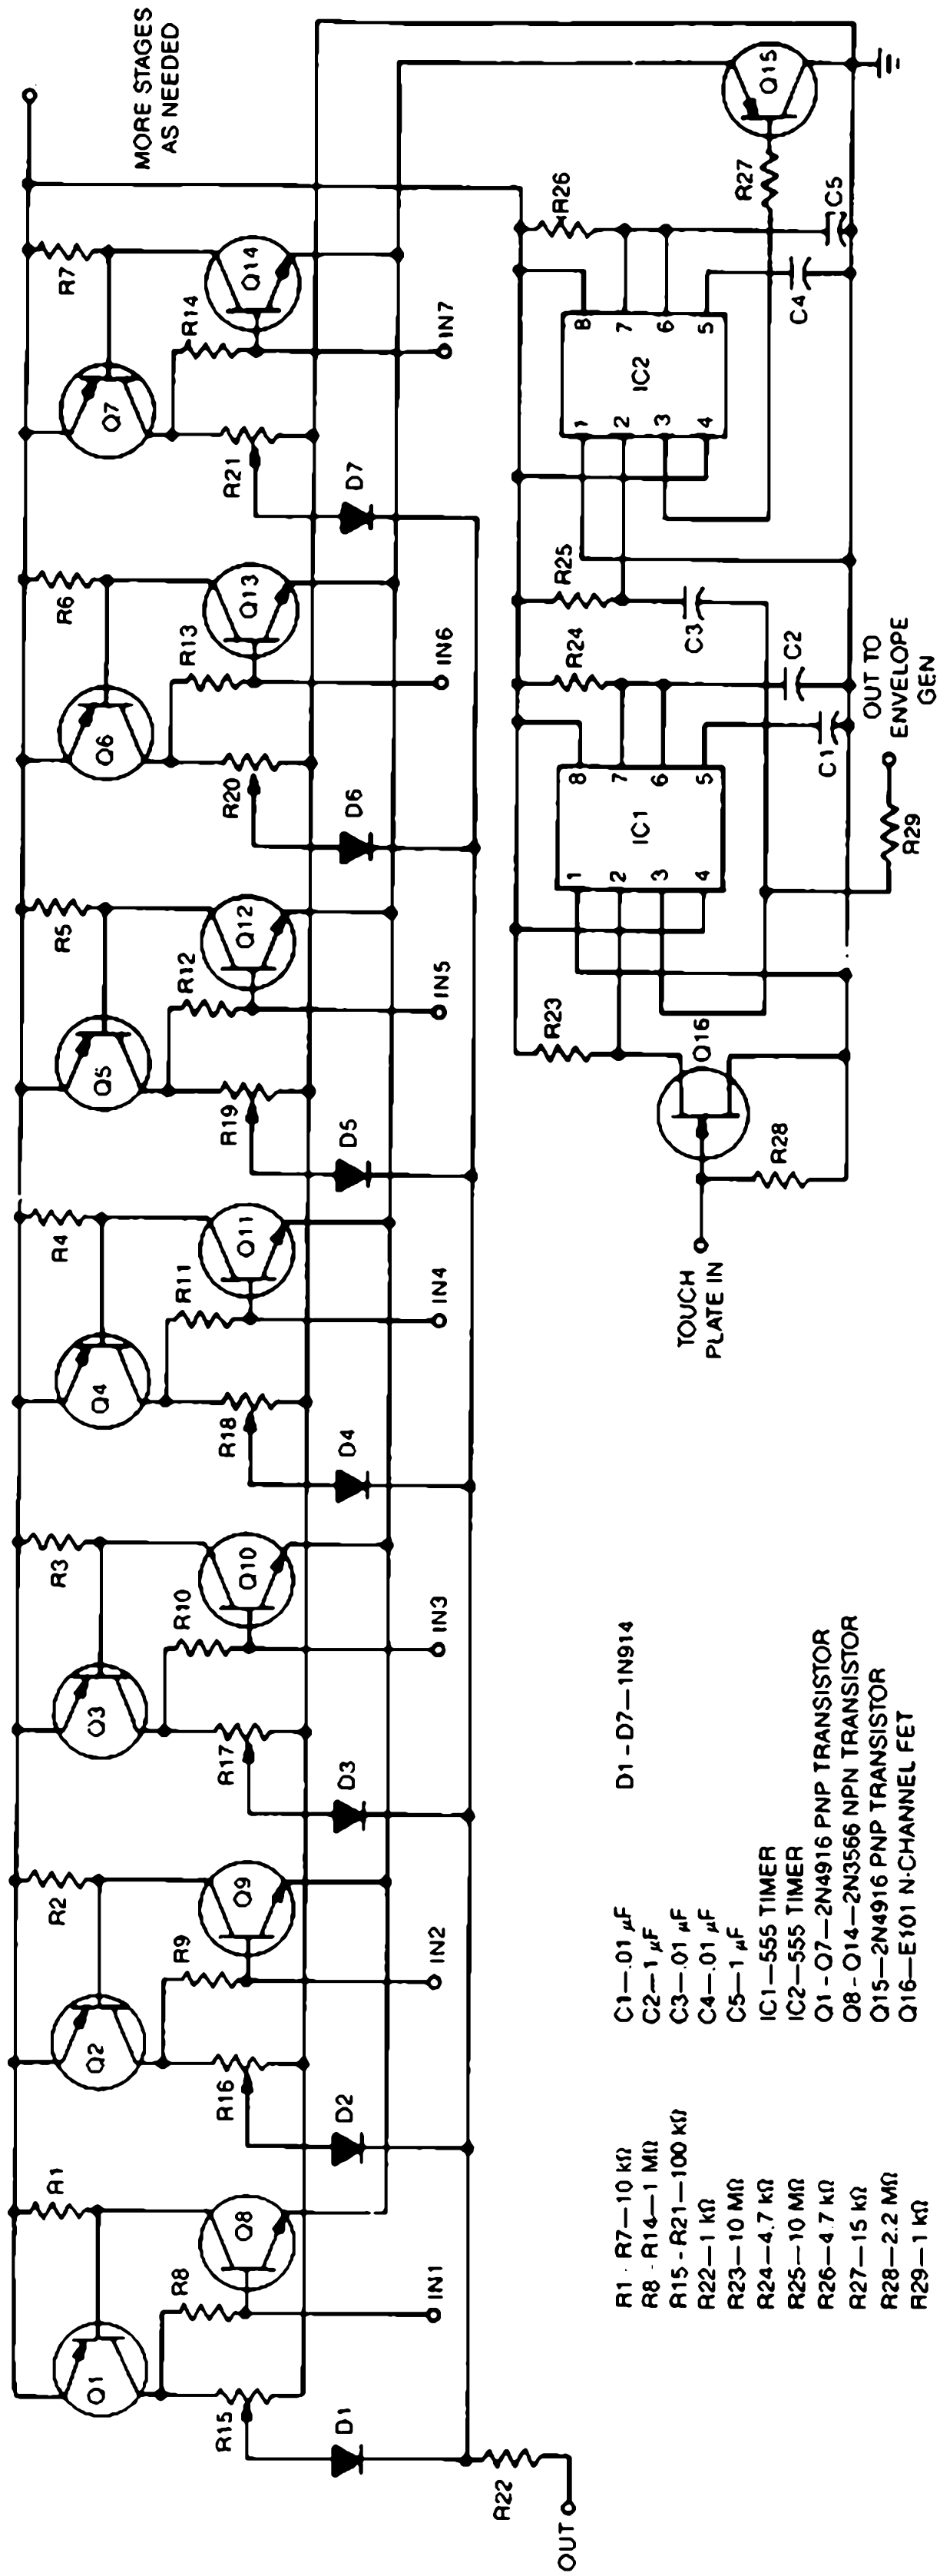 MORE STAGES
AS NEEDED
R1
R2
R3
R4
R5
R6
R7
Q1
Q2
Q3
Q4
Q5
Q6
Q7
R8
R9
R10
R11
R12
R13
R14
Q8
Q9
Q10
Q11
Q12
Q13
Q14
R15
R16
R17
R18
R19
R20
R21
IN1
IN2
IN3
IN4
IN5
IN6
IN7
D1
D2
D3
D4
D5
D6
D7
R22
OUT
TOUCH
PLATE IN
R28
Q16
R23
1
2
3
4
IC1
8
7
6
5
R24
R25
C3
C2
C1
R29
OUT TO
ENVELOPE
GEN
1
2
3
4
IC2
8
7
6
5
R26
R27
C4
C5
Q15
R1 - R7—10 kΩ
R8 - R14—1 MΩ
R15 - R21—100 kΩ
R22—1 kΩ
R23—10 MΩ
R24—4.7 kΩ
R25—10 MΩ
R26—4.7 kΩ
R27—15 kΩ
R28—2.2 MΩ
R29—1 kΩ
C1—.01 µF
C2—1 µF
C3—.01 µF
C4—.01 µF
C5—1 µF
IC1—555 TIMER
IC2—555 TIMER
Q1 - Q7—2N4916 PNP TRANSISTOR
Q8 - Q14—2N3566 NPN TRANSISTOR
Q15—2N4916 PNP TRANSISTOR
Q16—E101 N-CHANNEL FET
D1 - D7—1N914